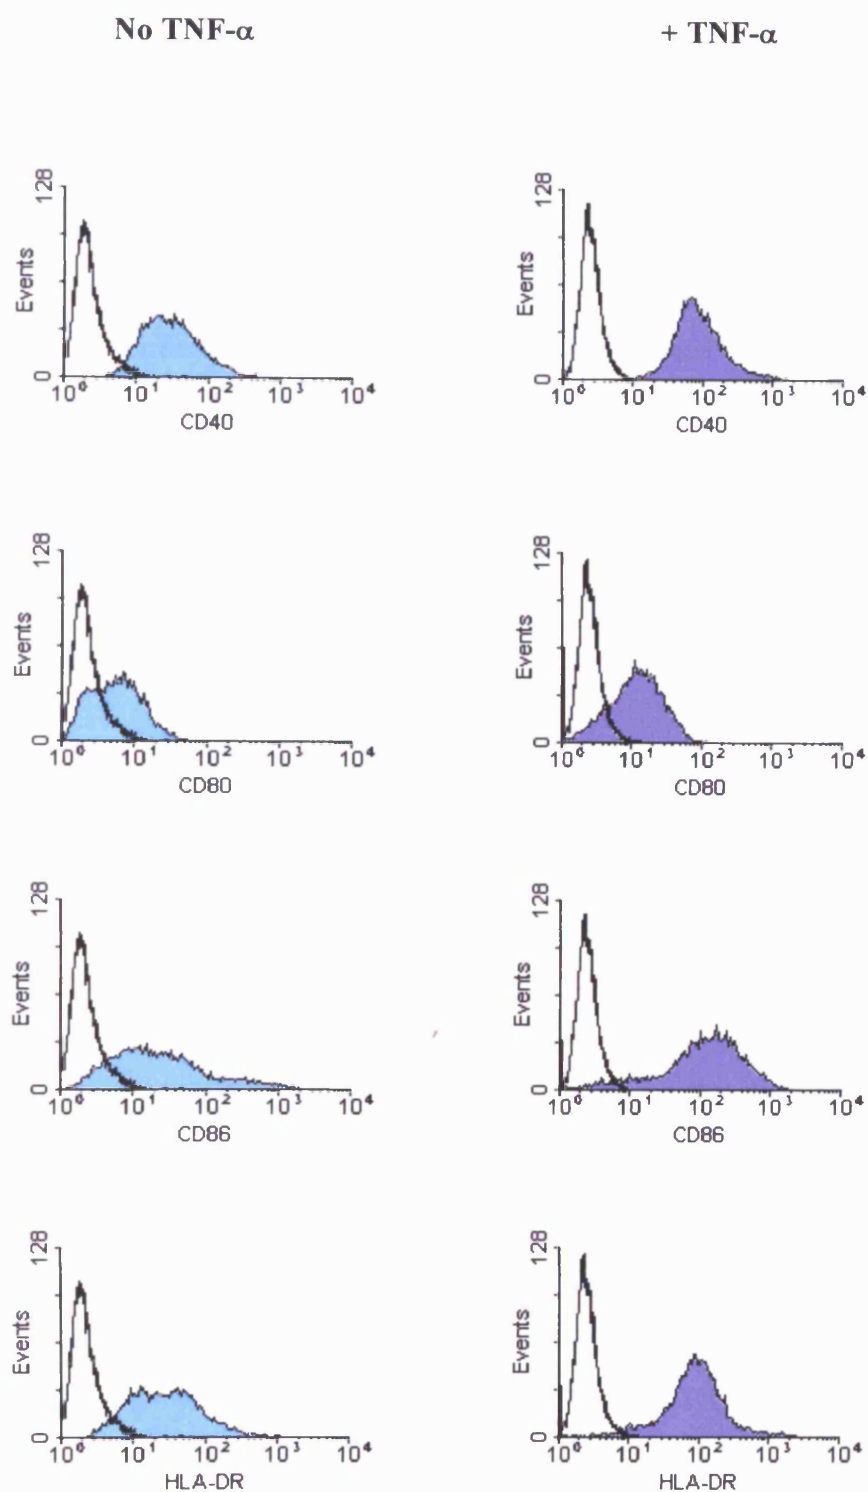 No TNF-α + TNF-α
128 128
Events Events
0 0
10⁰ 10¹ 10² 10³ 10⁴ 10⁰ 10¹ 10² 10³ 10⁴
CD40 CD40
128 128
Events Events
0 0
10⁰ 10¹ 10² 10³ 10⁴ 10⁰ 10¹ 10² 10³ 10⁴
CD80 CD80
128 128
Events Events
0 0
10⁰ 10¹ 10² 10³ 10⁴ 10⁰ 10¹ 10² 10³ 10⁴
CD86 CD86
128 128
Events Events
0 0
10⁰ 10¹ 10² 10³ 10⁴ 10⁰ 10¹ 10² 10³ 10⁴
HLA-DR HLA-DR